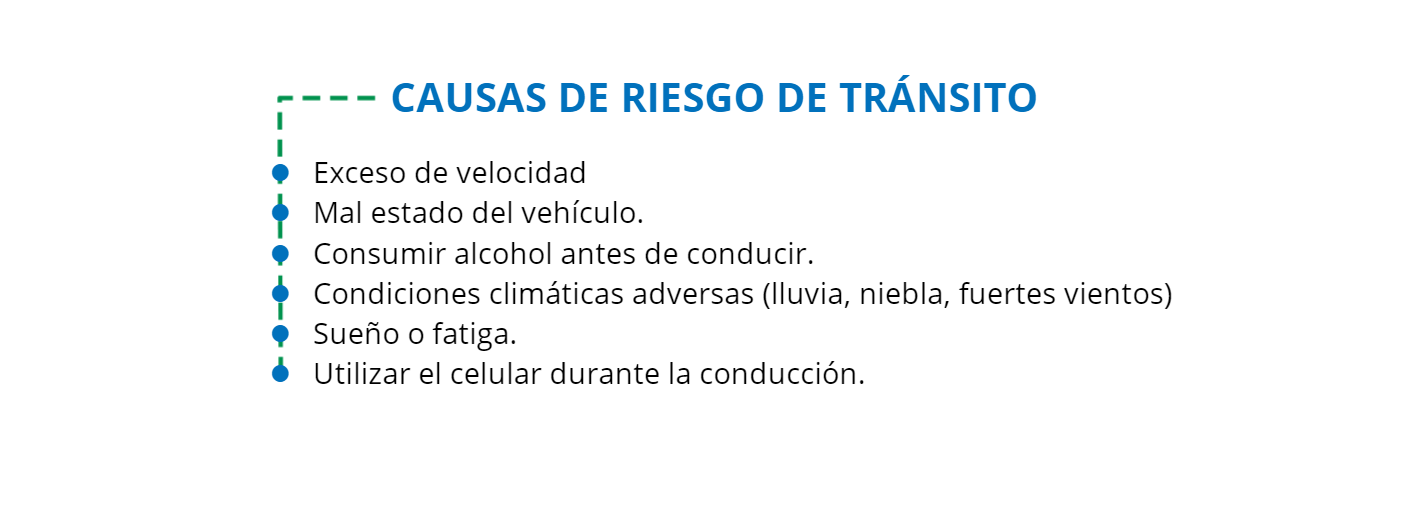 CAUSAS DE RIESGO DE TRÁNSITO
Exceso de velocidad
Mal estado del vehículo.
Consumir alcohol antes de conducir.
Condiciones climáticas adversas (lluvia, niebla, fuertes vientos)
Sueño o fatiga.
Utilizar el celular durante la conducción.